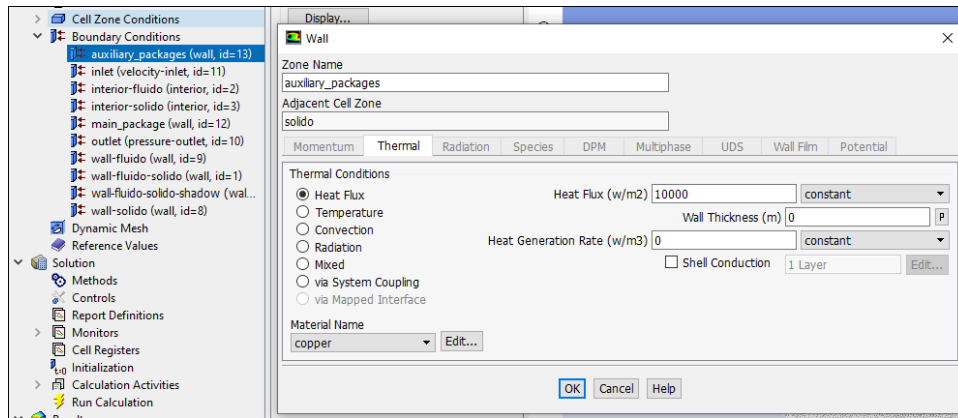 Cell Zone Conditions
Boundary Conditions
auxiliary_packages (wall, id=13)
inlet (velocity-inlet, id=11)
interior-fluido (interior, id=2)
interior-solido (interior, id=3)
main_package (wall, id=12)
outlet (pressure-outlet, id=10)
wall-fluido (wall, id=9)
wall-fluido-solido (wall, id=1)
wall-fluido-solido-shadow (wal...
wall-solido (wall, id=8)
Dynamic Mesh
Reference Values
Solution
Methods
Controls
Report Definitions
Monitors
Cell Registers
Initialization
Calculation Activities
Run Calculation
Display...
Wall
Zone Name
auxiliary_packages
Adjacent Cell Zone
solido
Momentum Thermal Radiation Species DPM Multiphase UDS Wall Film Potential
Thermal Conditions
Heat Flux
Temperature
Convection
Radiation
Mixed
via System Coupling
via Mapped Interface
Heat Flux (w/m2) 10000 constant
Wall Thickness (m) 0 P
Heat Generation Rate (w/m3) 0 constant
Shell Conduction 1 Layer Edit...
Material Name
copper Edit...
OK Cancel Help